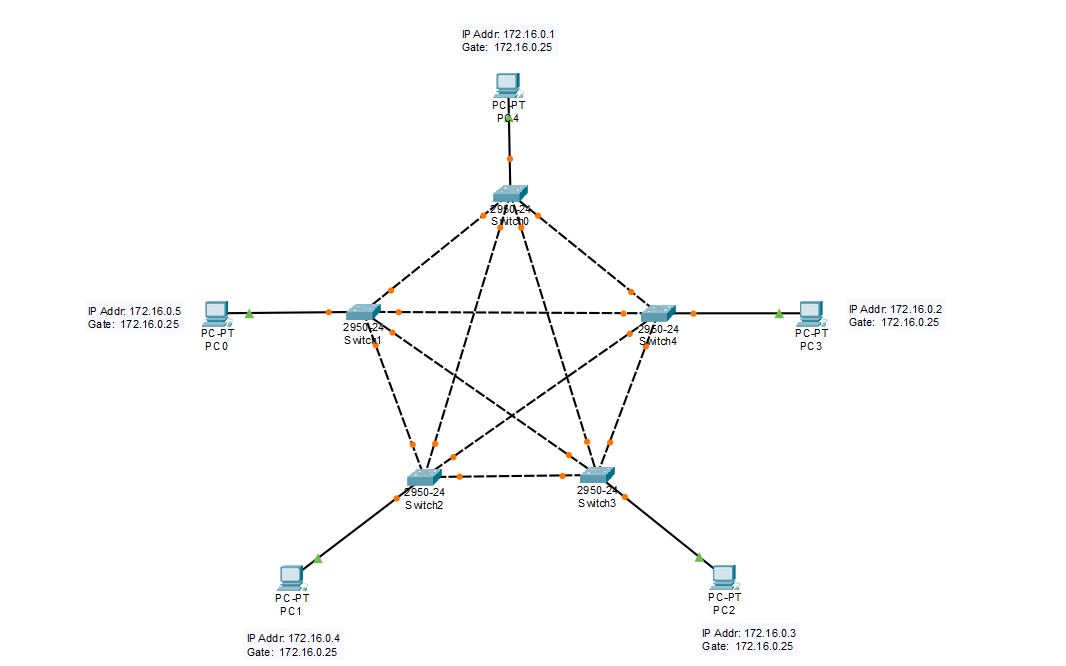 IP Addr: 172.16.0.1
Gate: 172.16.0.25
PC-PT
PC4
2950-24
Switch0
IP Addr: 172.16.0.5
Gate: 172.16.0.25
PC-PT
PC0
2950-24
Switch1
2950-24
Switch4
PC-PT
PC3
IP Addr: 172.16.0.2
Gate: 172.16.0.25
2950-24
Switch2
2950-24
Switch3
PC-PT
PC1
IP Addr: 172.16.0.4
Gate: 172.16.0.25
PC-PT
PC2
IP Addr: 172.16.0.3
Gate: 172.16.0.25